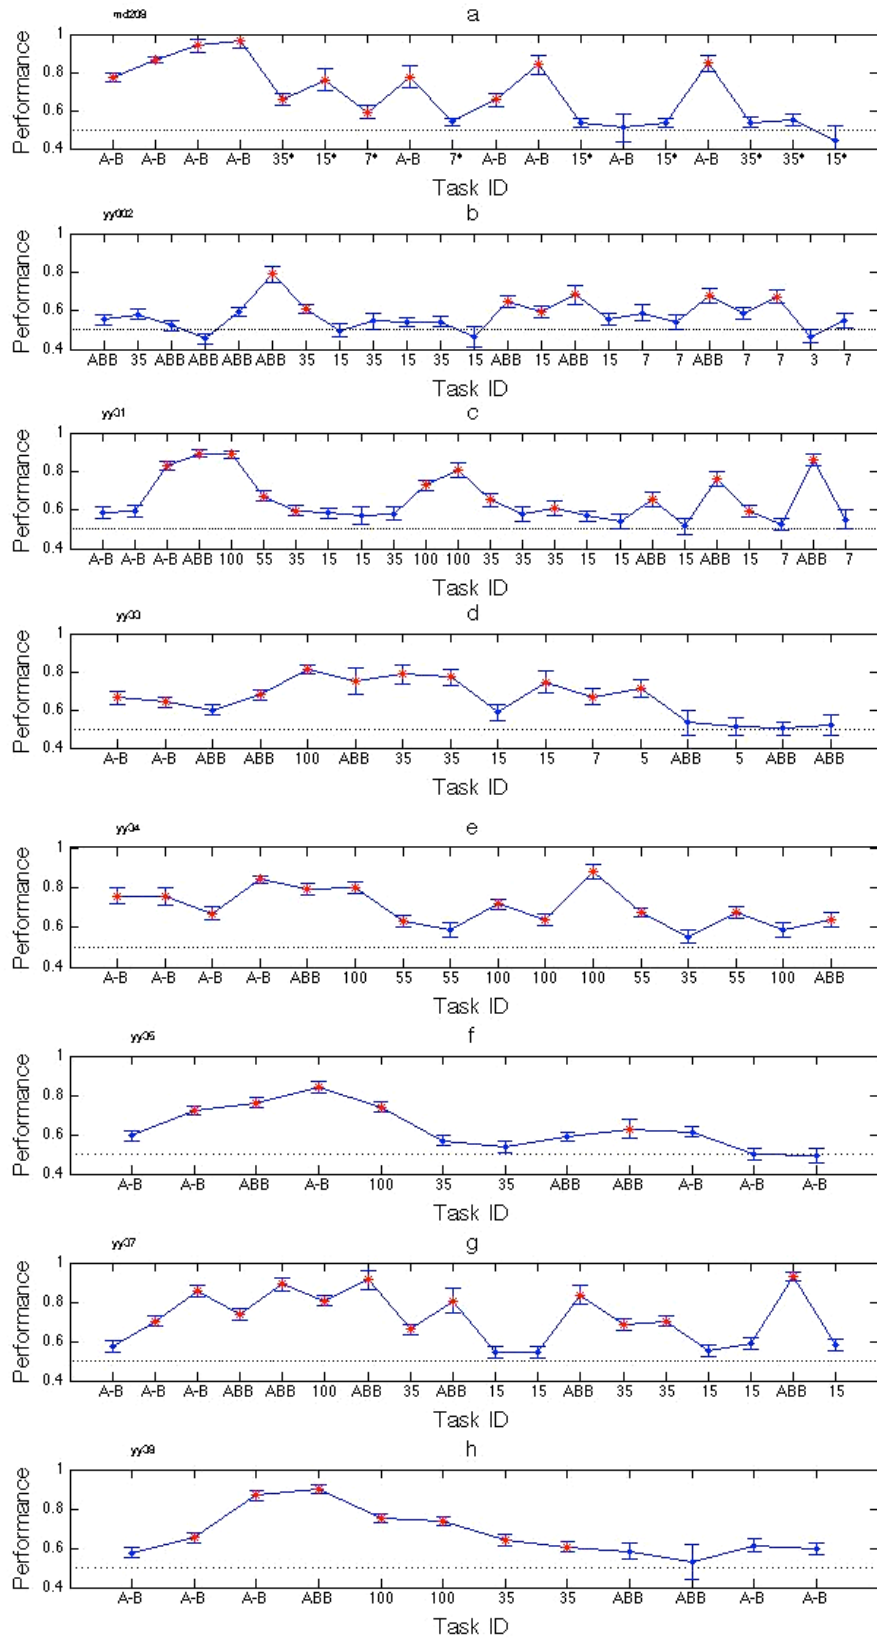 md209 a
1
0.8
0.6
0.4
Performance
A-B A-B A-B A-B 35* 15* 7* A-B 7* A-B A-B 15* A-B 15* A-B 35* 35* 15*
Task ID
yy002 b
1
0.8
0.6
0.4
Performance
ABB 35 ABB ABB ABB ABB 35 15 35 15 35 15 ABB 15 ABB 15 7 7 ABB 7 7 3 7
Task ID
yy31 c
1
0.8
0.6
0.4
Performance
A-B A-B A-B ABB 100 55 35 15 15 35 100 100 35 35 35 15 15 ABB 15 ABB 15 7 ABB 7
Task ID
yy33 d
1
0.8
0.6
0.4
Performance
A-B A-B ABB ABB 100 ABB 35 35 15 15 7 5 ABB 5 ABB ABB
Task ID
yy34 e
1
0.8
0.6
0.4
Performance
A-B A-B A-B A-B ABB 100 55 55 100 100 100 55 35 55 100 ABB
Task ID
f
1
0.8
0.6
0.4
Performance
A-B A-B ABB A-B 100 35 35 ABB ABB A-B A-B A-B
Task ID
yy37 g
1
0.8
0.6
0.4
Performance
A-B A-B A-B ABB ABB 100 ABB 35 ABB 15 15 ABB 35 35 15 15 ABB 15
Task ID
h
1
0.8
0.6
0.4
Performance
A-B A-B A-B ABB 100 100 35 35 ABB ABB A-B A-B
Task ID